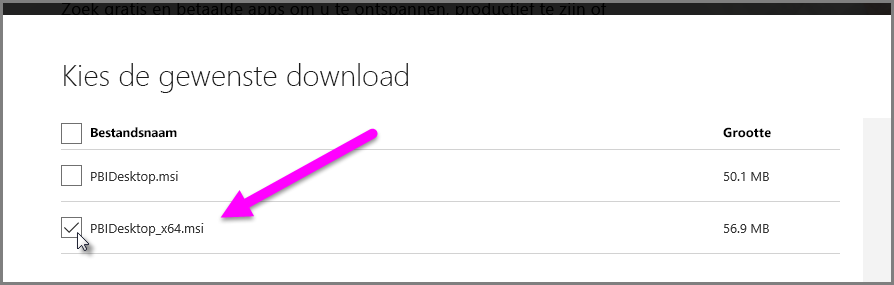 Zoek gratis en betaalde apps om u te ontspannen, productief te zijn of
Kies de gewenste download
Bestandsnaam Grootte
PBIDesktop.msi 50.1 MB
PBIDesktop_x64.msi 56.9 MB